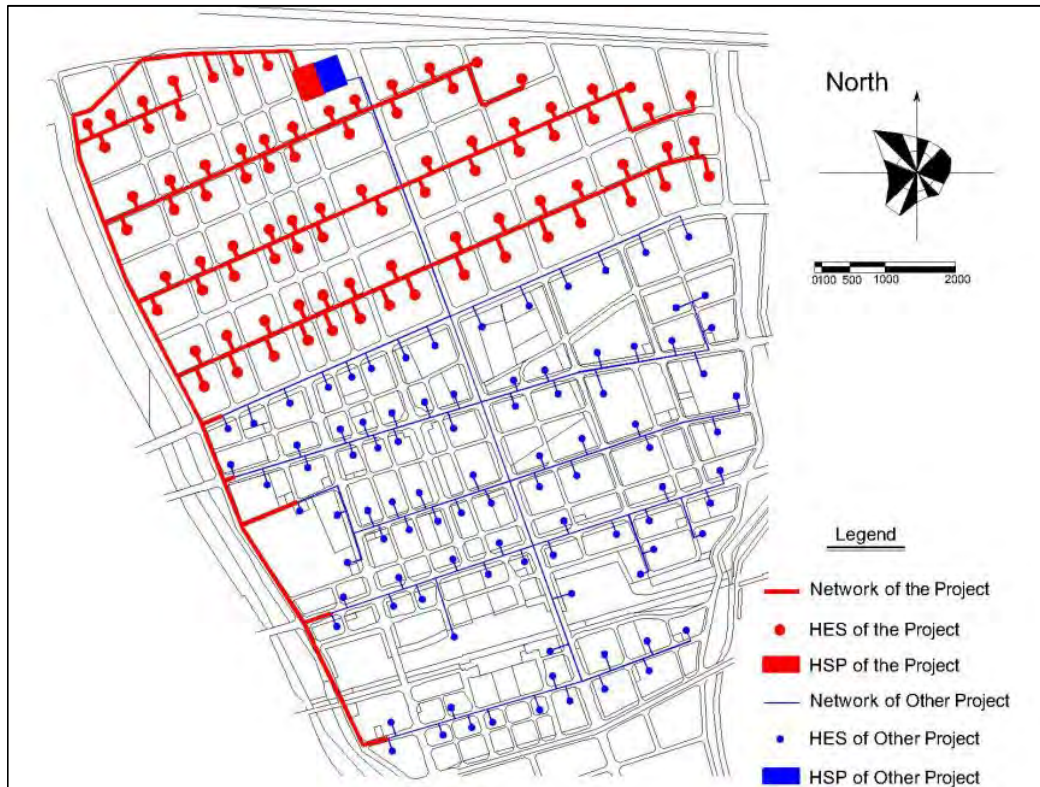 North
0100 500 1000 2000
Legend
Network of the Project
HES of the Project
HSP of the Project
Network of Other Project
HES of Other Project
HSP of Other Project